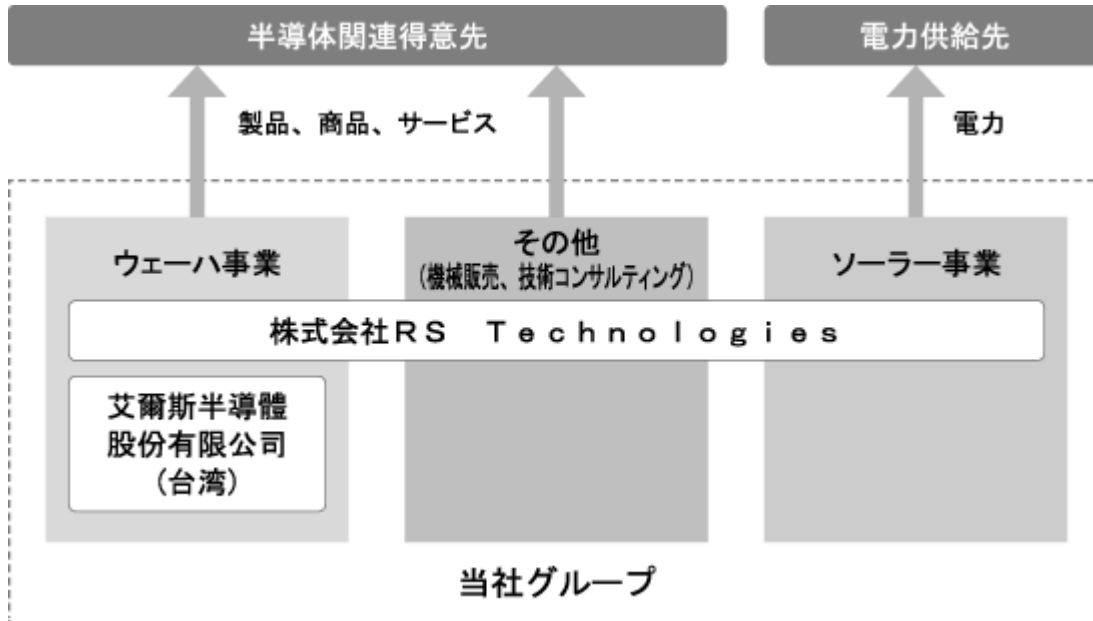 半導体関連得意先
電力供給先
製品、商品、サービス
電力
ウェーハ事業
その他
(機械販売、技術コンサルティング)
ソーラー事業
株式会社ＲＳ　Ｔｅｃｈｎｏｌｏｇｉｅｓ
艾爾斯半導體
股份有限公司
(台湾)
当社グループ